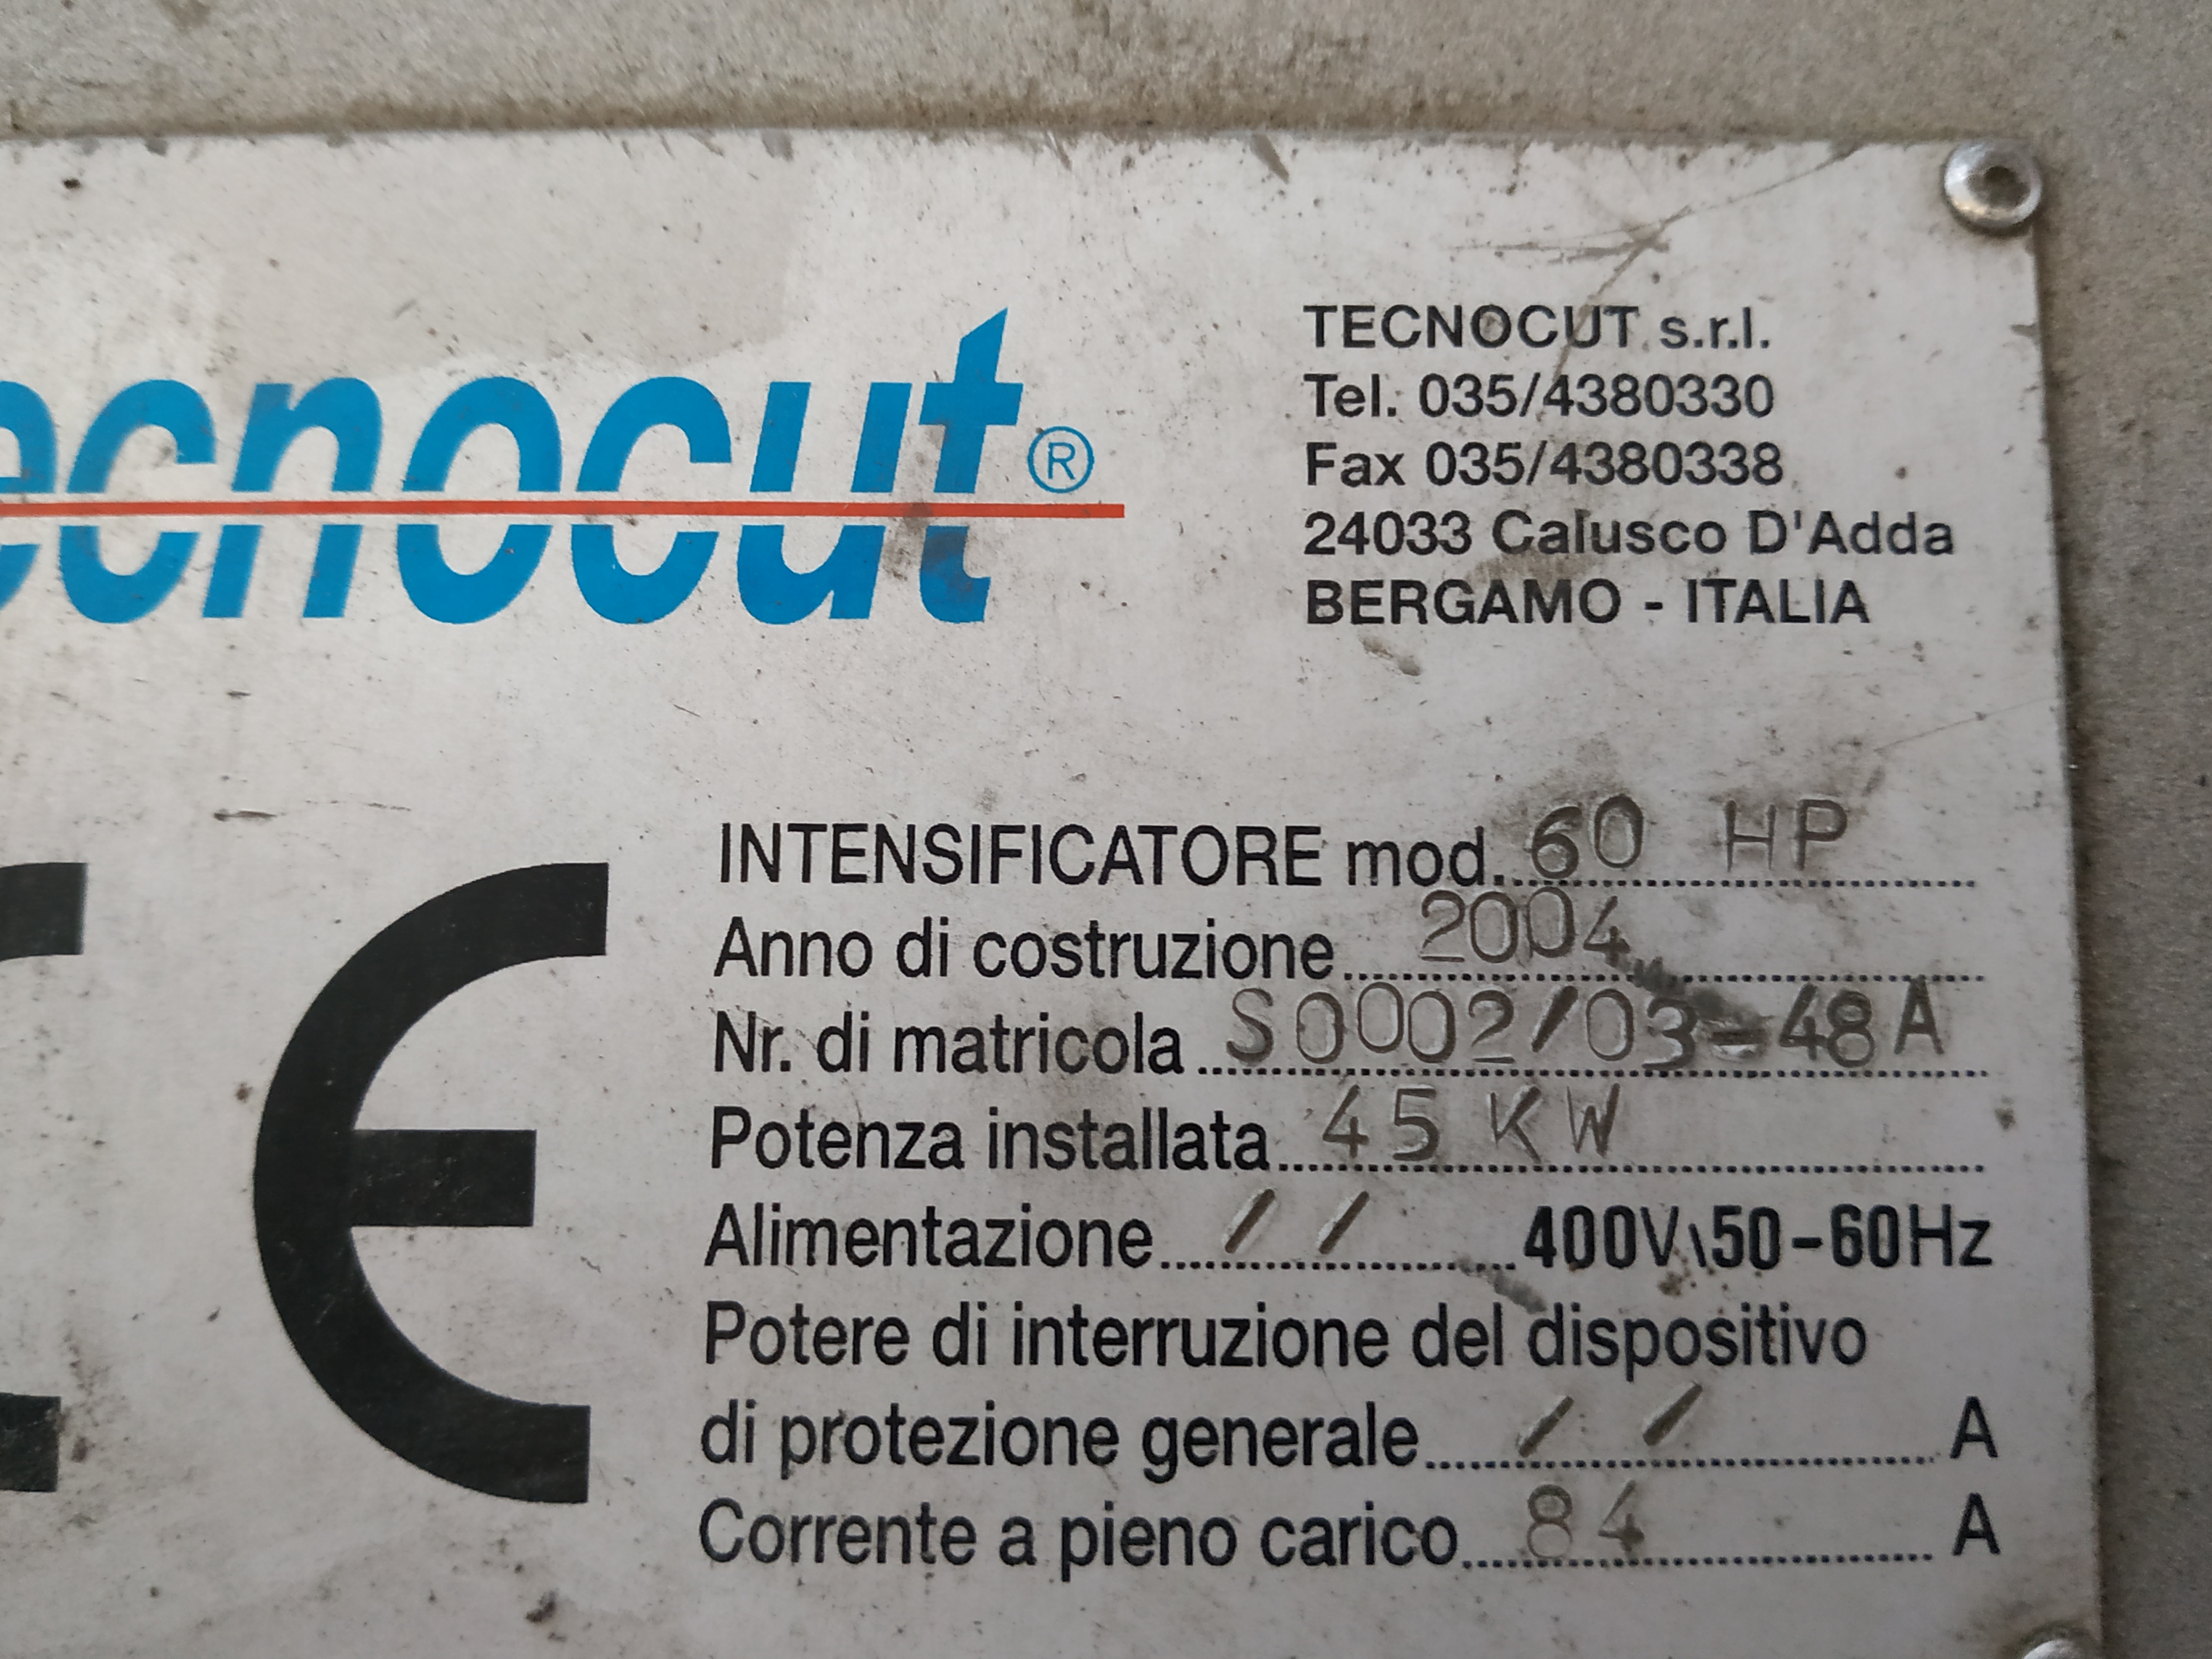 ecnocut®
TECNOCUT s.r.l.
Tel. 035/4380330
Fax 035/4380338
24033 Calusco D'Adda
BERGAMO - ITALIA
CE
INTENSIFICATORE mod. 60 HP
Anno di costruzione 2004
Nr. di matricola S0002/03-48A
Potenza installata 45 KW
Alimentazione // 400V\50-60Hz
Potere di interruzione del dispositivo
di protezione generale // A
Corrente a pieno carico 84 A